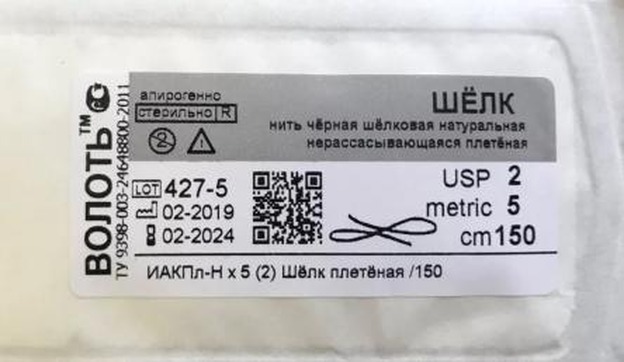 ВОЛОТЬ™
ТУ 9398-003-24648800-2011
апирогенно
стерильно R
ШЁЛК
нить чёрная шёлковая натуральная
нерассасывающаяся плетёная
2
LOT 427-5
02-2019
02-2024
USP 2
metric 5
cm 150
ИАКПл-Н х 5 (2) Шёлк плетёная /150